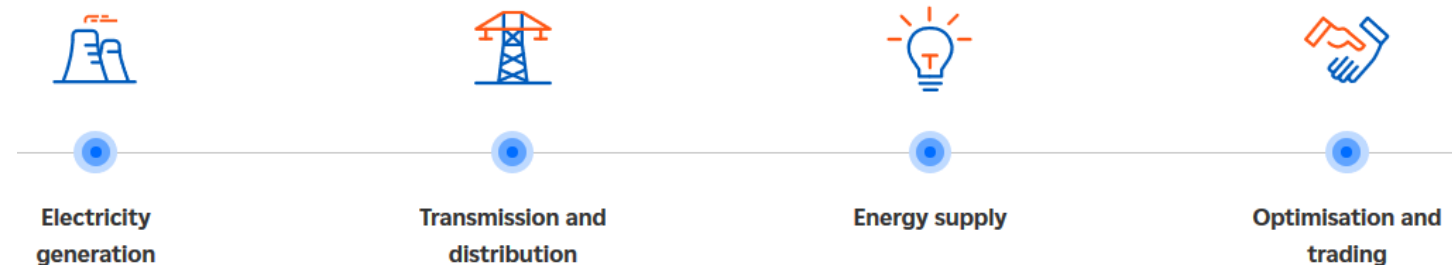 Electricity
generation
Transmission and
distribution
Energy supply
Optimisation and
trading